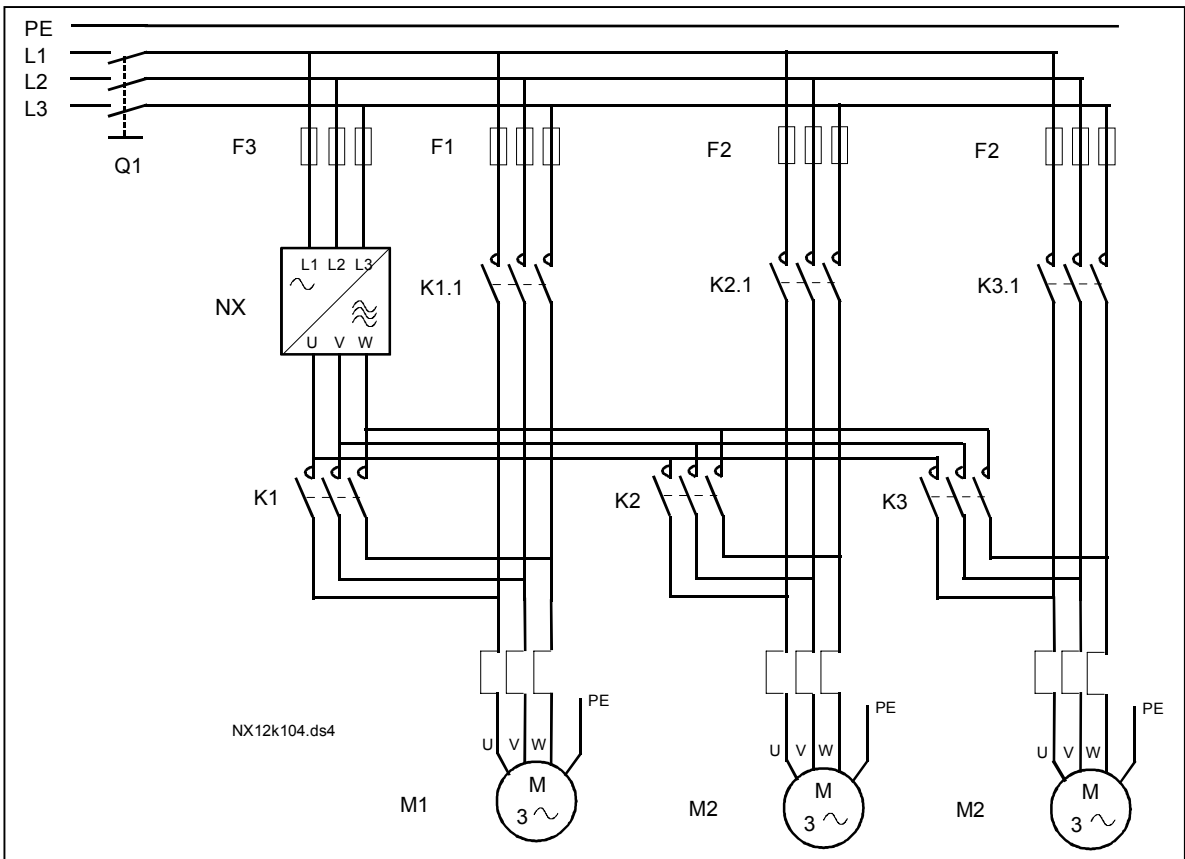 PE
L1
L2
L3
Q1
F3
F1
F2
F2
L1 L2 L3
NX
U V W
K1.1
K2.1
K3.1
K1
K2
K3
NX12k104.ds4
PE
PE
PE
U V W
U V W
U V W
M
3
M
3
M
3
M1
M2
M2